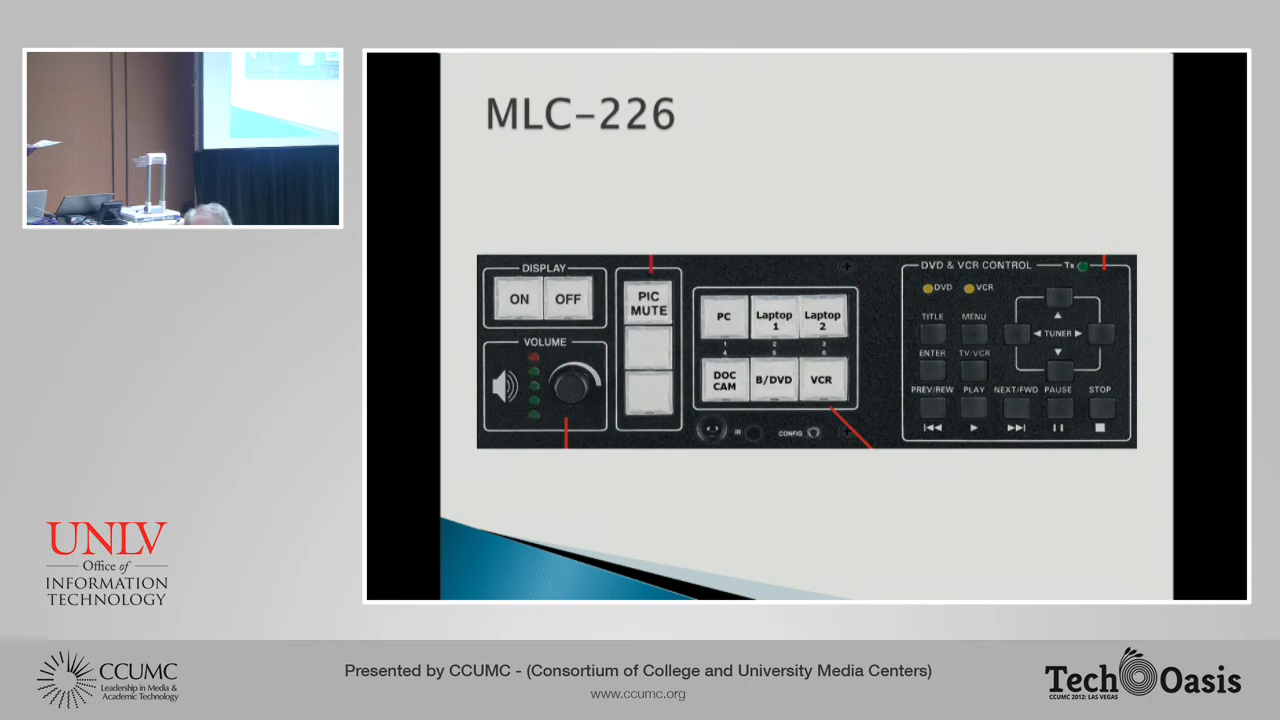 MLC-226
DISPLAY
ON
OFF
VOLUME
PIC
MUTE
PC
Laptop
1
Laptop
2
1
2
3
4
5
6
DOC
CAM
B/DVD
VCR
IR
CONFIG
DVD & VCR CONTROL
Tx
DVD
VCR
TITLE
MENU
TUNER
ENTER
TV/VCR
PREV/REW
PLAY
NEXT/FWD
PAUSE
STOP
UNLV
Office of
INFORMATION
TECHNOLOGY
CCUMC
Leadership in Media &
Academic Technology
Presented by CCUMC - (Consortium of College and University Media Centers)
www.ccumc.org
Tech Oasis
CCUMC 2012: LAS VEGAS